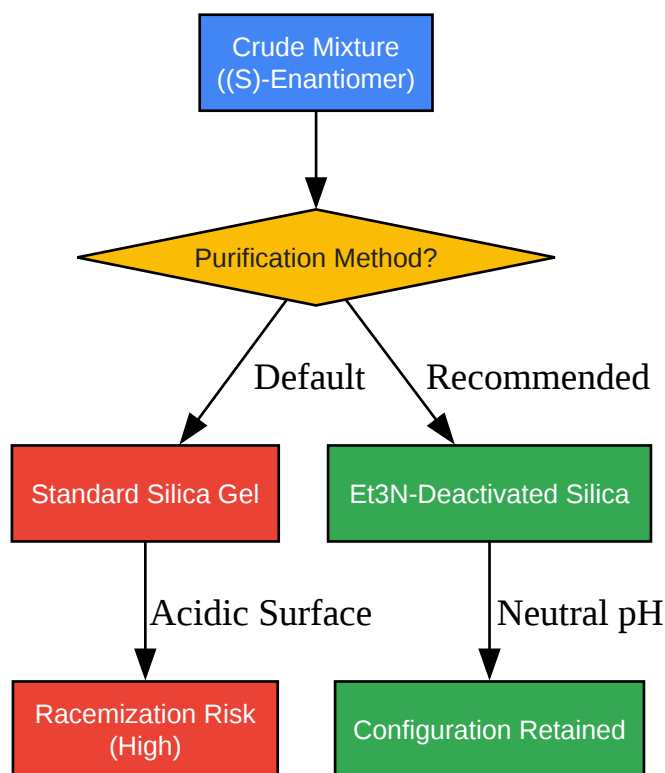 Crude Mixture
((S)-Enantiomer)
Purification Method?
Default
Recommended
Standard Silica Gel
Et3N-Deactivated Silica
Acidic Surface
Neutral pH
Racemization Risk
(High)
Configuration Retained